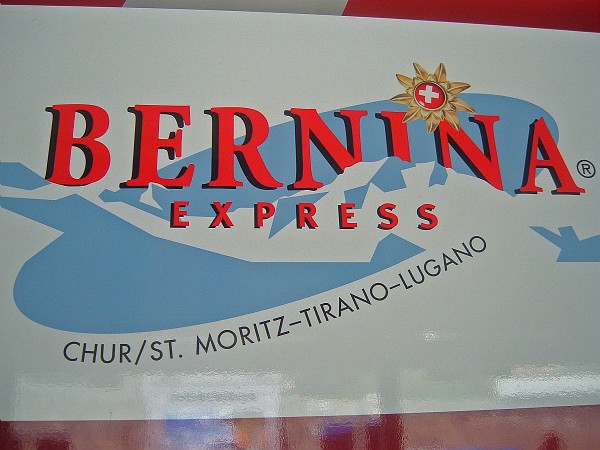 BERNINA®
EXPRESS
CHUR/ST. MORITZ–TIRANO–LUGANO